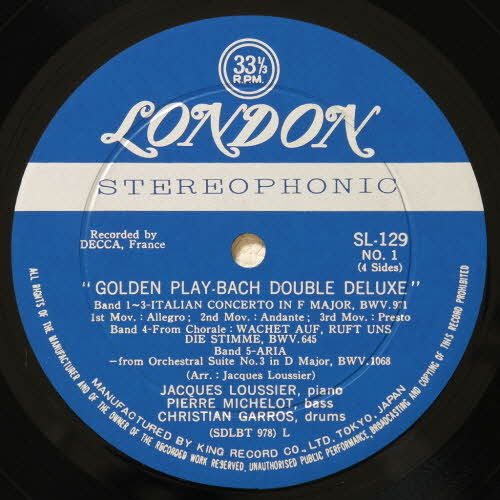 33 1/3
R.P.M.
LONDON
STEREOPHONIC
Recorded by
DECCA, France
SL-129
NO. 1
(4 Sides)
"GOLDEN PLAY-BACH DOUBLE DELUXE"
Band 1~3-ITALIAN CONCERTO IN F MAJOR, BWV.971
1st Mov.: Allegro; 2nd Mov.: Andante; 3rd Mov.: Presto
Band 4-From Chorale: WACHET AUF, RUFT UNS
DIE STIMME, BWV.645
Band 5-ARIA
—from Orchestral Suite No.3 in D Major, BWV.1068
(Arr.: Jacques Loussier)
JACQUES LOUSSIER, piano
PIERRE MICHELOT, bass
CHRISTIAN GARROS, drums
(SDLBT 978) L
MANUFACTURED BY KING RECORD CO., LTD. TOKYO, JAPAN
ALL RIGHTS OF THE MANUFACTURER AND OF THE OWNER OF THE RECORDED WORK RESERVED, UNAUTHORISED PUBLIC PERFORMANCE, BROADCASTING AND COPYING OF THIS RECORD PROHIBITED